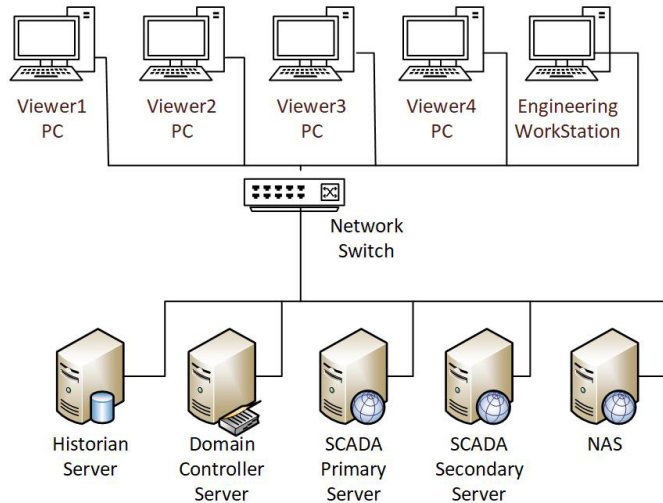 Viewer1
PC
Viewer2
PC
Viewer3
PC
Viewer4
PC
Engineering
WorkStation
Network
Switch
Historian
Server
Domain
Controller
Server
SCADA
Primary
Server
SCADA
Secondary
Server
NAS